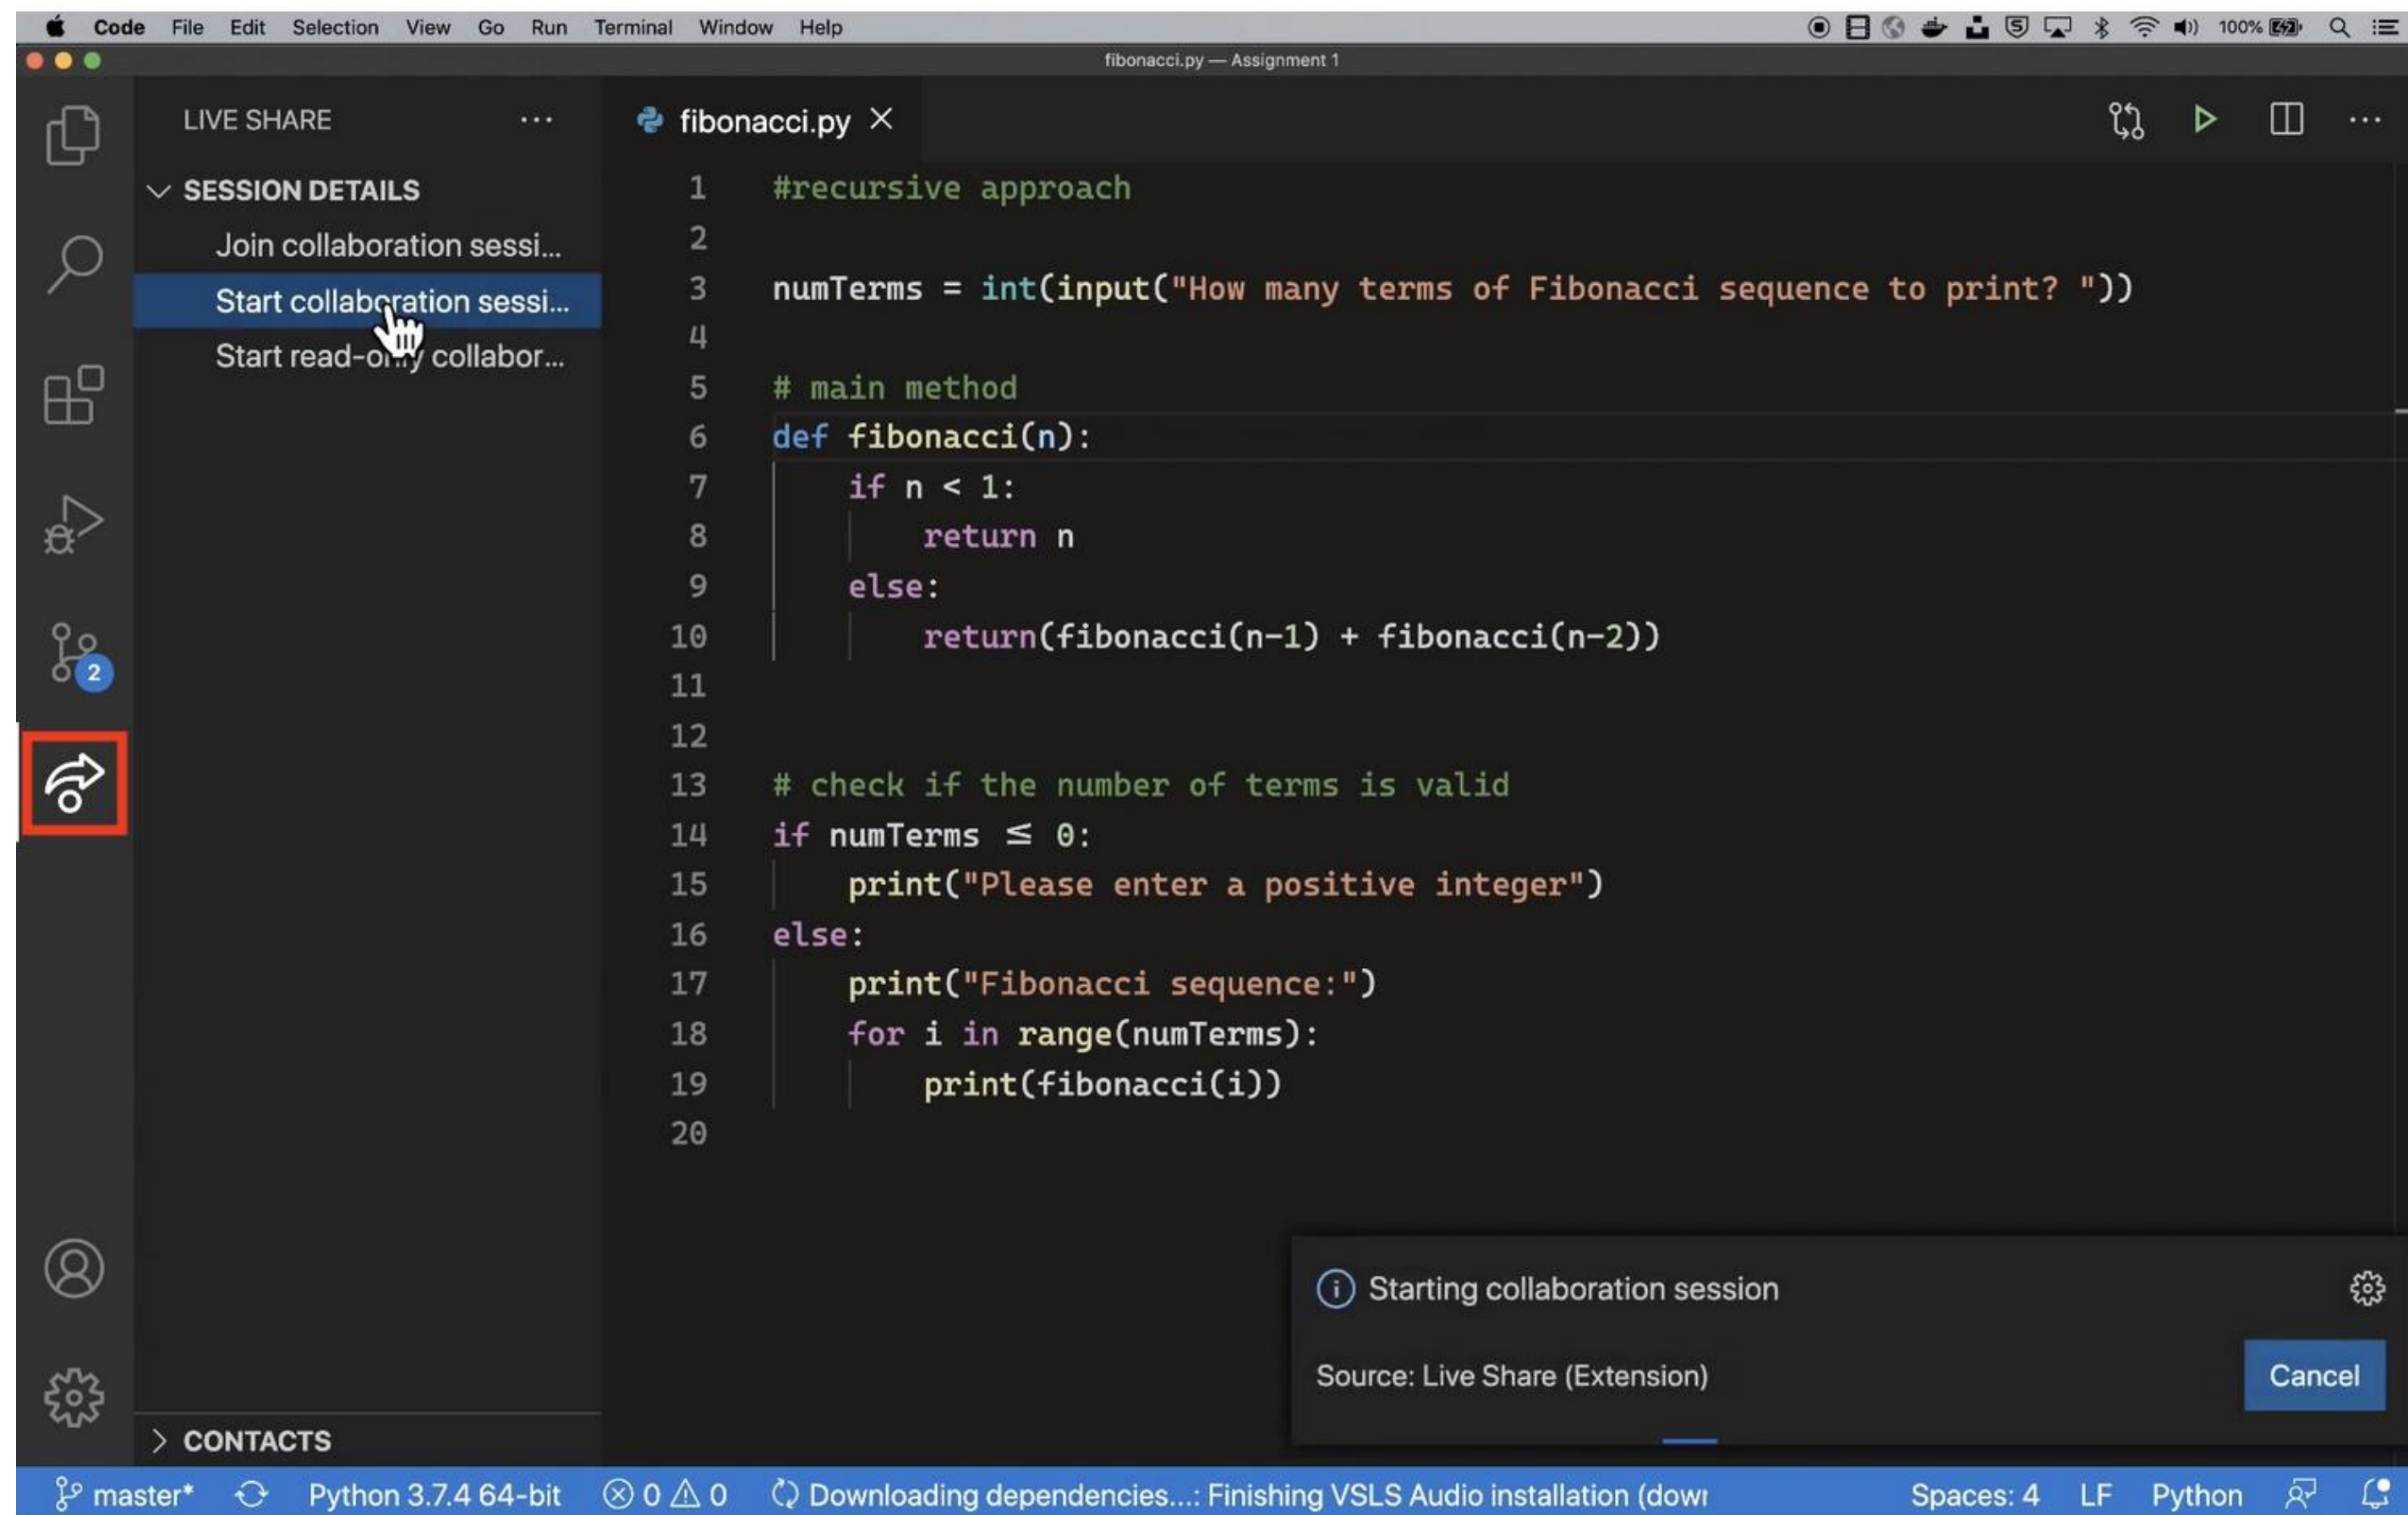 Code File Edit Selection View Go Run Terminal Window Help 100%
fibonacci.py — Assignment 1
LIVE SHARE
SESSION DETAILS
Join collaboration sessi...
Start collaboration sessi...
Start read-only collabor...
CONTACTS
fibonacci.py
1 #recursive approach
2
3 numTerms = int(input("How many terms of Fibonacci sequence to print? "))
4
5 # main method
6 def fibonacci(n):
7 if n < 1:
8 return n
9 else:
10 return(fibonacci(n-1) + fibonacci(n-2))
11
12
13 # check if the number of terms is valid
14 if numTerms ≤ 0:
15 print("Please enter a positive integer")
16 else:
17 print("Fibonacci sequence:")
18 for i in range(numTerms):
19 print(fibonacci(i))
20
2
Starting collaboration session
Source: Live Share (Extension)
Cancel
master* Python 3.7.4 64-bit 0 0 Downloading dependencies...: Finishing VSLS Audio installation (dow Spaces: 4 LF Python